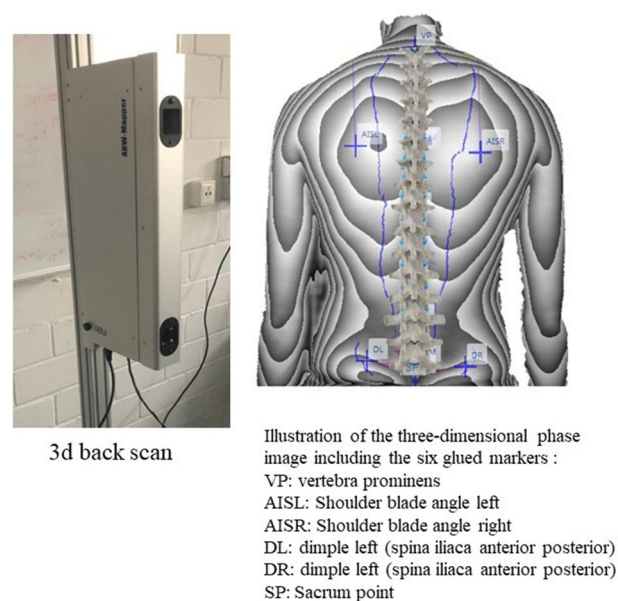 ABW-Mapper
VP
AISL
AISR
DL
DR
SP
3d back scan
Illustration of the three-dimensional phase
image including the six glued markers :
VP: vertebra prominens
AISL: Shoulder blade angle left
AISR: Shoulder blade angle right
DL: dimple left (spina iliaca anterior posterior)
DR: dimple left (spina iliaca anterior posterior)
SP: Sacrum point